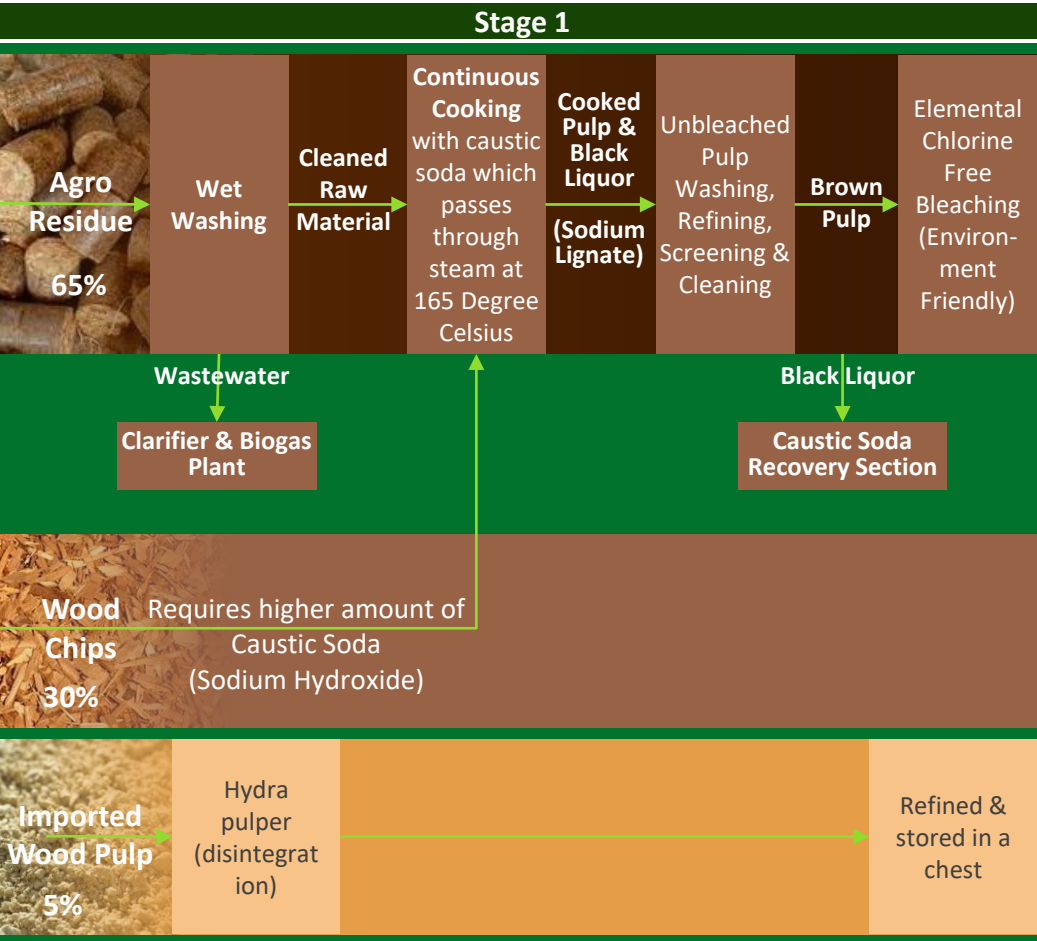 Stage 1
Agro
Residue
65%
Wet
Washing
Cleaned
Raw
Material
Continuous
Cooking
with caustic
soda which
passes
through
steam at
165 Degree
Celsius
Cooked
Pulp &
Black
Liquor
(Sodium
Lignate)
Unbleached
Pulp
Washing,
Refining,
Screening &
Cleaning
Brown
Pulp
Elemental
Chlorine
Free
Bleaching
(Environ-
ment
Friendly)
Wastewater
Black Liquor
Clarifier & Biogas
Plant
Caustic Soda
Recovery Section
Wood
Chips
30%
Requires higher amount of
Caustic Soda
(Sodium Hydroxide)
Imported
Wood Pulp
5%
Hydra
pulper
(disintegrat
ion)
Refined &
stored in a
chest